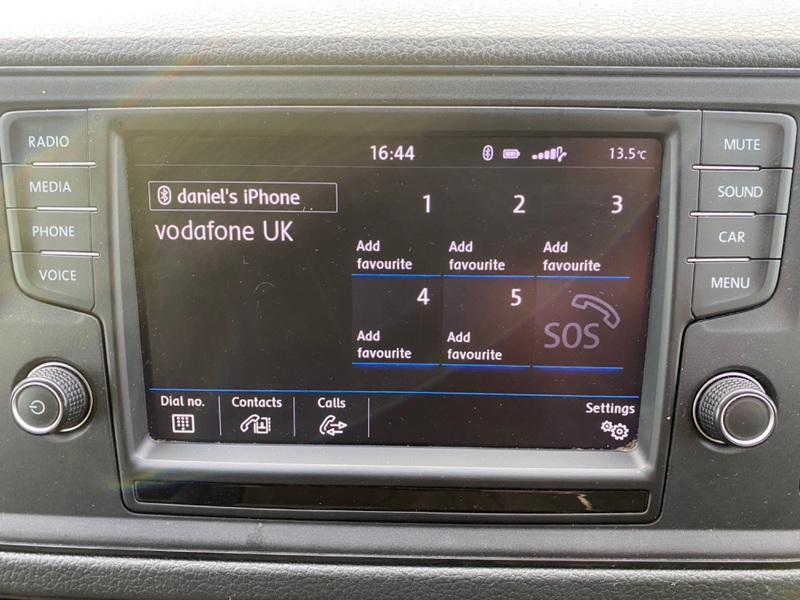 RADIO
MEDIA
PHONE
VOICE
16:44
13.5°C
daniel's iPhone
vodafone UK
1
2
3
Add
favourite
Add
favourite
Add
favourite
4
5
Add
favourite
Add
favourite
SOS
Dial no.
Contacts
Calls
Settings
MUTE
SOUND
CAR
MENU